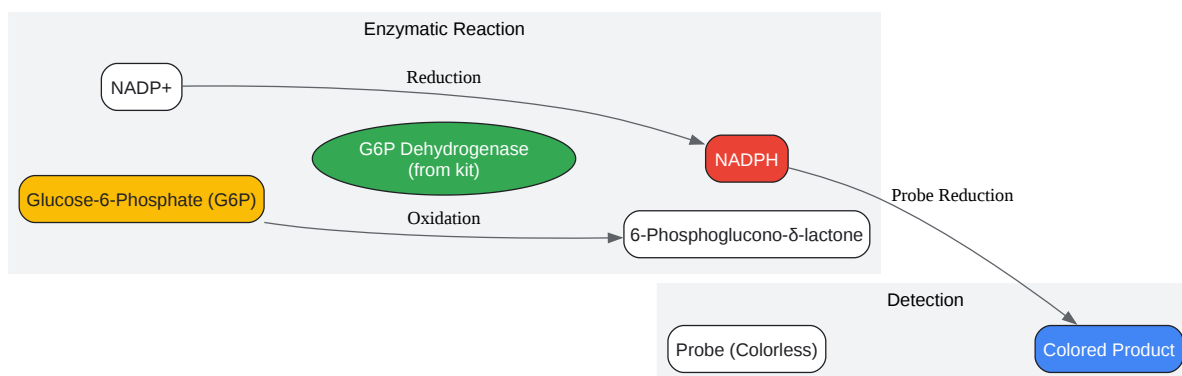 Enzymatic Reaction
NADP+
Reduction
G6P Dehydrogenase
(from kit)
NADPH
Glucose-6-Phosphate (G6P)
Oxidation
6-Phosphoglucono-δ-lactone
Probe Reduction
Detection
Probe (Colorless)
Colored Product